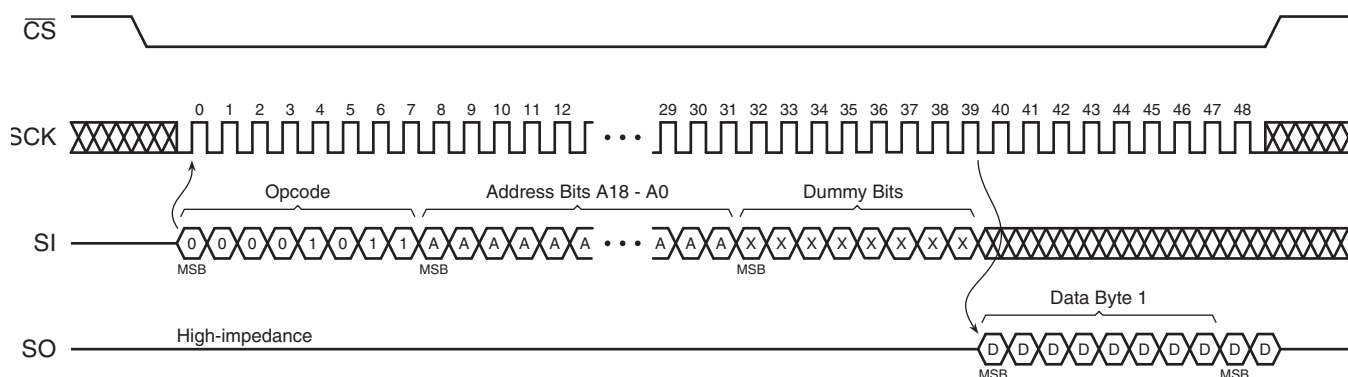 CS
0 1 2 3 4 5 6 7 8 9 10 11 12 29 30 31 32 33 34 35 36 37 38 39 40 41 42 43 44 45 46 47 48
SCK
Opcode Address Bits A18 - A0 Dummy Bits
SI 0 0 0 0 1 0 1 1 A A A A A A A A A X X X X X X X X
MSB MSB MSB
Data Byte 1
High-impedance
SO D D D D D D D D D D
MSB MSB